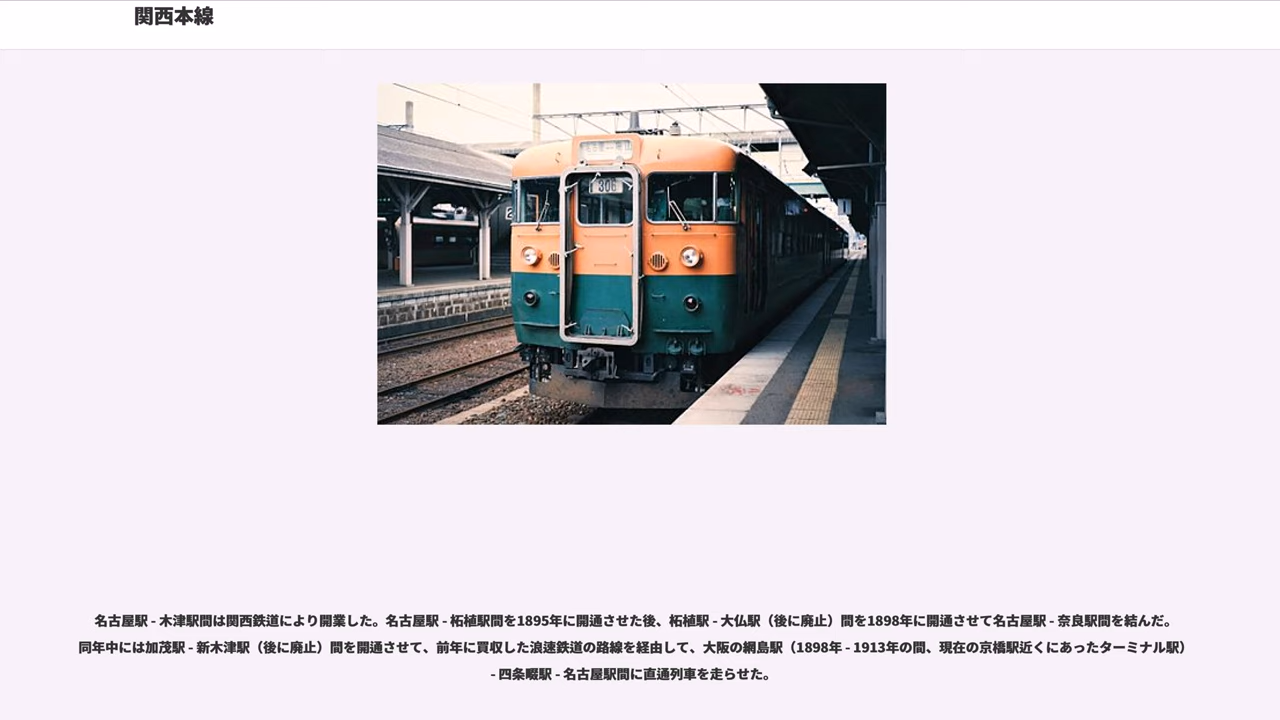 関西本線
306
2
名古屋駅 - 木津駅間は関西鉄道により開業した。名古屋駅 - 柘植駅間を1895年に開通させた後、柘植駅 - 大仏駅（後に廃止）間を1898年に開通させて名古屋駅 - 奈良駅間を結んだ。
同年中には加茂駅 - 新木津駅（後に廃止）間を開通させて、前年に買収した浪速鉄道の路線を経由して、大阪の網島駅（1898年 - 1913年の間、現在の京橋駅近くにあったターミナル駅）
- 四条畷駅 - 名古屋駅間に直通列車を走らせた。